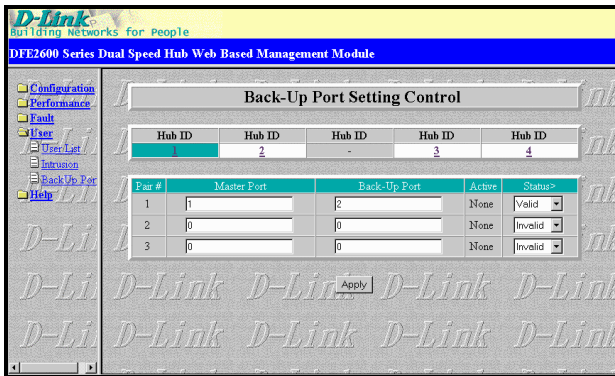 D-Link
Building Networks for People
DFE2600 Series Dual Speed Hub Web Based Management Module
Configuration
Performance
Fault
User
User List
Intrusion
BackUp Por
Help
Back-Up Port Setting Control
Hub ID Hub ID Hub ID Hub ID Hub ID
1 2 - 3 4
Pair # Master Port Back-Up Port Active Status>
1 1 2 None Valid
2 0 0 None Invalid
3 0 0 None Invalid
Apply